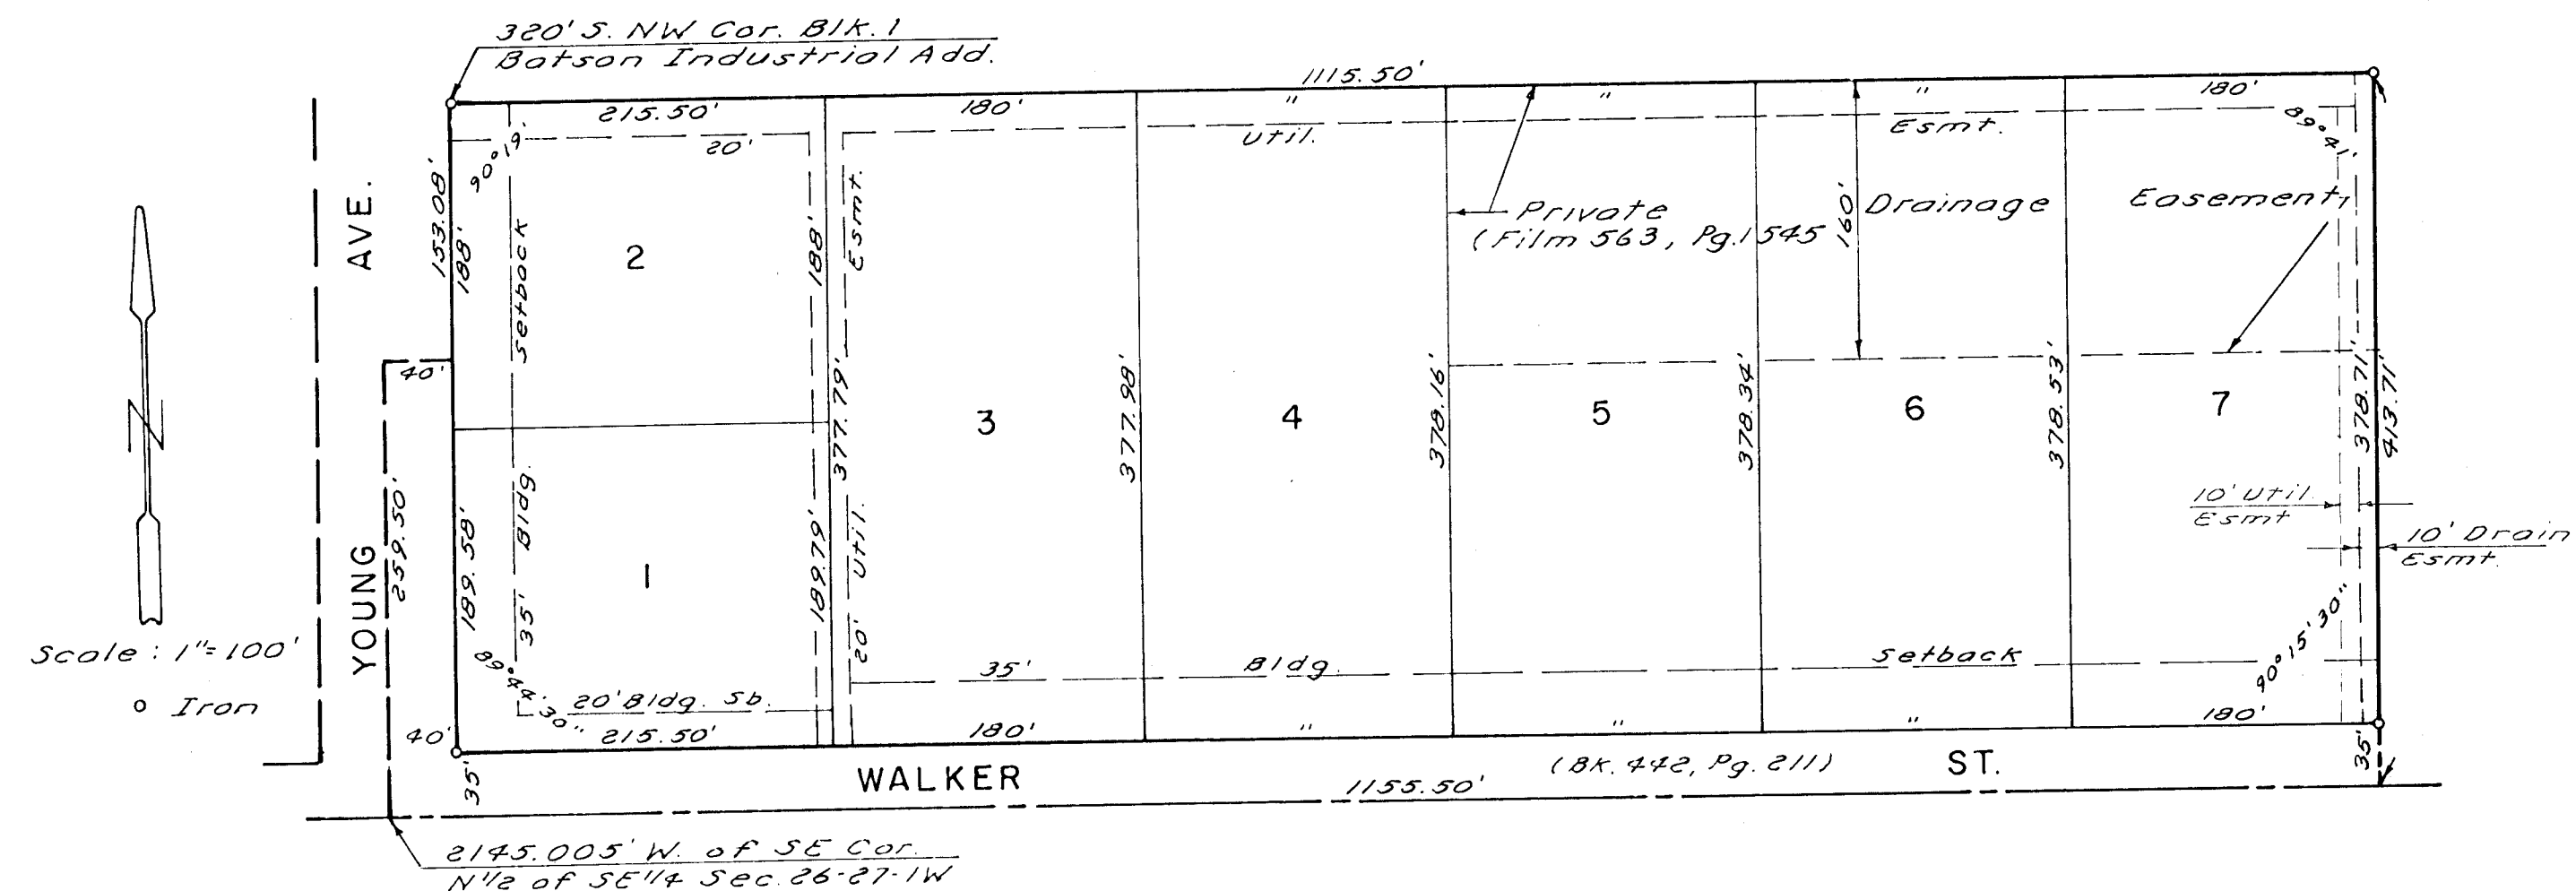 320' S. NW Cor. Blk. 1
Batson Industrial Add.
1115.50'
215.50'
180'
"
"
"
180'
20'
Util.
Esmt.
90°19'
89°41'
153.08'
188'
Setback
2
188'
Esmt.
Private
(Film 563, Pg. 1545
160'
Drainage
Easement,
AVE.
YOUNG
40'
259.50'
189.58'
35' Bldg.
1
189.79'
377.79'
20' Util.
3
377.98'
4
378.16'
5
378.34'
6
378.53'
7
378.71'
413.71'
10' Util.
Esmt
10' Drain
Esmt.
N
Scale : 1"=100'
o Iron
89°44'30"
20' Bldg. Sb.
35'
Bldg.
Setback
90°15'30"
40'
215.50'
180'
"
"
"
180'
35'
WALKER
(BK. 442, Pg. 211)
ST.
35'
1155.50'
2145.005' W. of SE Cor.
N1/2 of SE1/4 Sec. 26-27-1W